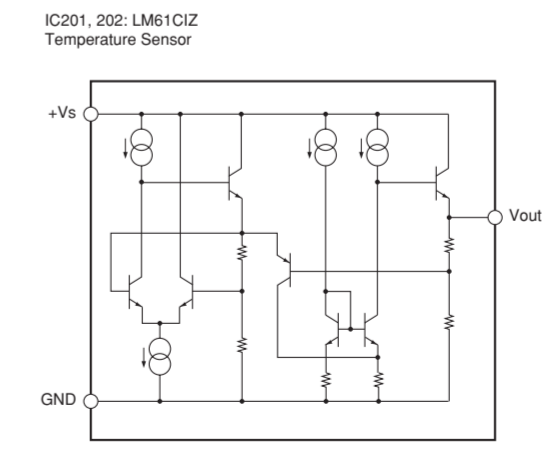 IC201, 202: LM61CIZ
Temperature Sensor
+Vs
Vout
GND